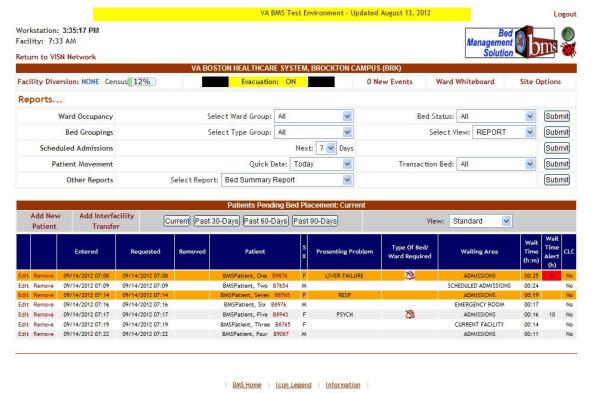 VA BMS Test Environment - Updated August 13, 2012
Logout
Workstation: 3:35:17 PM
Facility: 7:33 AM
Return to VISN Network
Bed Management Solution bms
VA BOSTON HEALTHCARE SYSTEM, BROCKTON CAMPUS (BRK)
Facility Diversion: NONE Census 12% Evacuation: ON 0 New Events Ward Whiteboard Site Options
Reports...
Ward Occupancy Select Ward Group: All Bed Status: All Submit
Bed Groupings Select Type Group: All Select View: REPORT Submit
Scheduled Admissions Next: 7 Days Submit
Patient Movement Quick Date: Today Transaction Bed: All Submit
Other Reports Select Report: Bed Summary Report Submit
Patients Pending Bed Placement: Current
Add New Patient Add Interfacility Transfer Current Past 30-Days Past 60-Days Past 90-Days View: Standard
Entered Requested Removed Patient SX Presenting Problem Type Of Bed/ Ward Required Waiting Area Wait Time (h:m) Wait Time Alert (h) CLC
Edit Remove 09/14/2012 07:08 09/14/2012 07:08 BMSPatient, One B9876 F LIVER FAILURE ADMISSIONS 00:25 No
Edit Remove 09/14/2012 07:09 09/14/2012 07:09 BMSPatient, Two B7654 M SCHEDULED ADMISSIONS 00:24 No
Edit Remove 09/14/2012 07:14 09/14/2012 07:14 BMSPatient, Seven B8765 F RESP ADMISSIONS 00:19 No
Edit Remove 09/14/2012 07:16 09/14/2012 07:16 BMSPatient, Six B8976 M EMERGENCY ROOM 00:17 No
Edit Remove 09/14/2012 07:17 09/14/2012 07:17 BMSPatient, Five B8943 F PSYCH ADMISSIONS 00:16 10 No
Edit Remove 09/14/2012 07:19 09/14/2012 07:19 BMSPatient, Three B8765 F CURRENT FACILITY 00:14 No
Edit Remove 09/14/2012 07:22 09/14/2012 07:22 BMSPatient, Four B9087 M ADMISSIONS 00:11 No
| BMS Home | Icon Legend | Information |